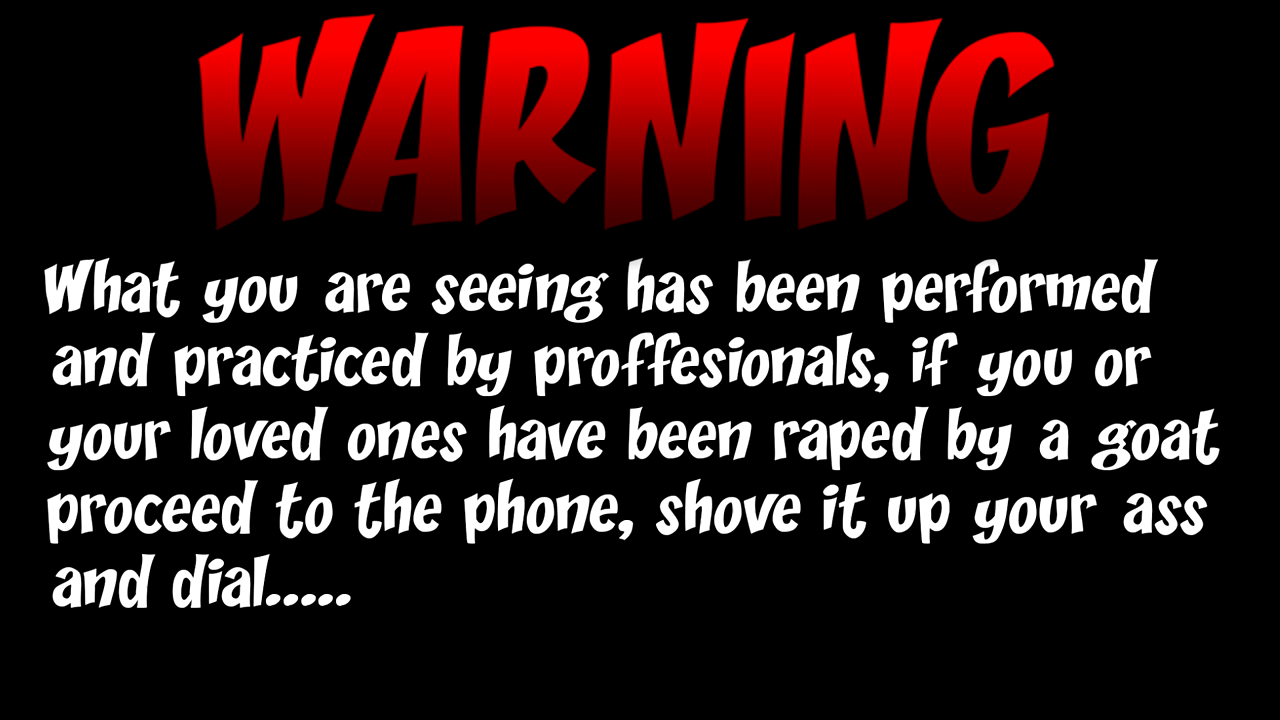 WARNING
What you are seeing has been performed
and practiced by proffesionals, if you or
your loved ones have been raped by a goat
proceed to the phone, shove it up your ass
and dial.....